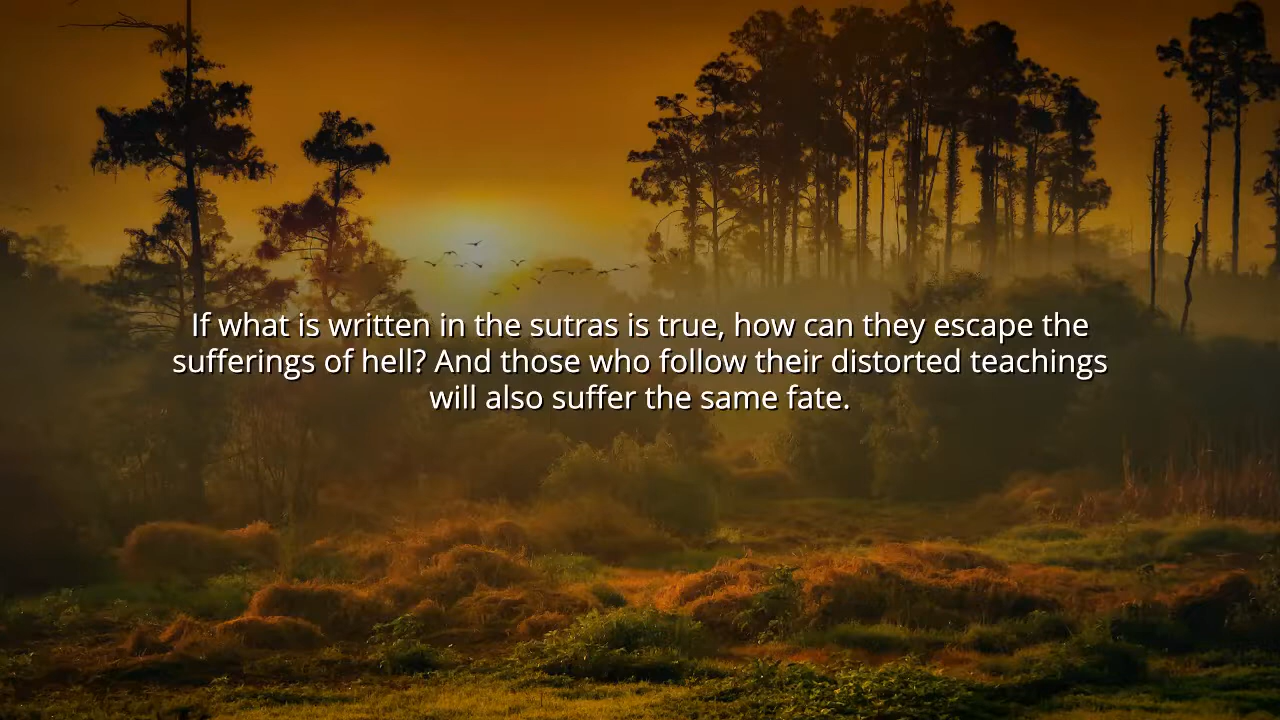 If what is written in the sutras is true, how can they escape the
sufferings of hell? And those who follow their distorted teachings
will also suffer the same fate.